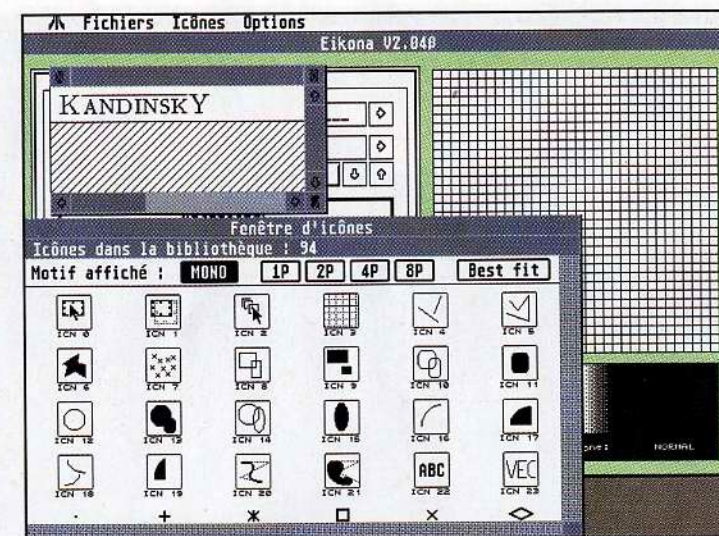 Fichiers Icônes Options
Eikona V2.040
KANDINSKY
Fenêtre d'icônes
Icônes dans la bibliothèque : 94
Motif affiché : MONO 1P 2P 4P 8P Best fit
ICN 0 ICN 1 ICN 2 ICN 3 ICN 4 ICN 5
ICN 6 ICN 7 ICN 8 ICN 9 ICN 10 ICN 11
ICN 12 ICN 13 ICN 14 ICN 15 ICN 16 ICN 17
NORMAL
ABC VEC
ICN 18 ICN 19 ICN 20 ICN 21 ICN 22 ICN 23